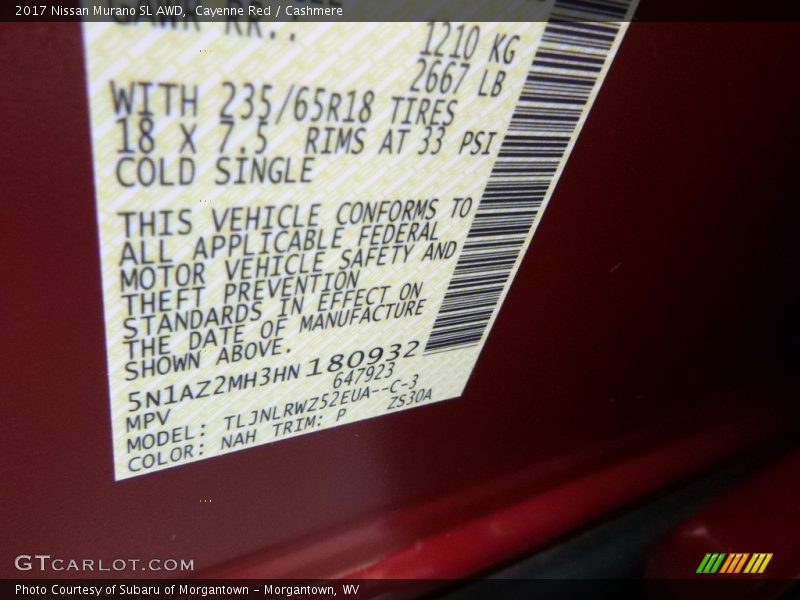 2017 Nissan Murano SL AWD, Cayenne Red / Cashmere
1210 KG
2667 LB
WITH 235/65R18 TIRES
18 X 7.5 RIMS AT 33 PSI
COLD SINGLE
THIS VEHICLE CONFORMS TO
ALL APPLICABLE FEDERAL
MOTOR VEHICLE SAFETY AND
THEFT PREVENTION
STANDARDS IN EFFECT ON
THE DATE OF MANUFACTURE
SHOWN ABOVE.
5N1AZ2MH3HN180932
MPV 647923
MODEL: TLJNLRWZ52EUA--C-3
COLOR: NAH TRIM: P ZS30A
GTCARLOT.COM
Photo Courtesy of Subaru of Morgantown - Morgantown, WV